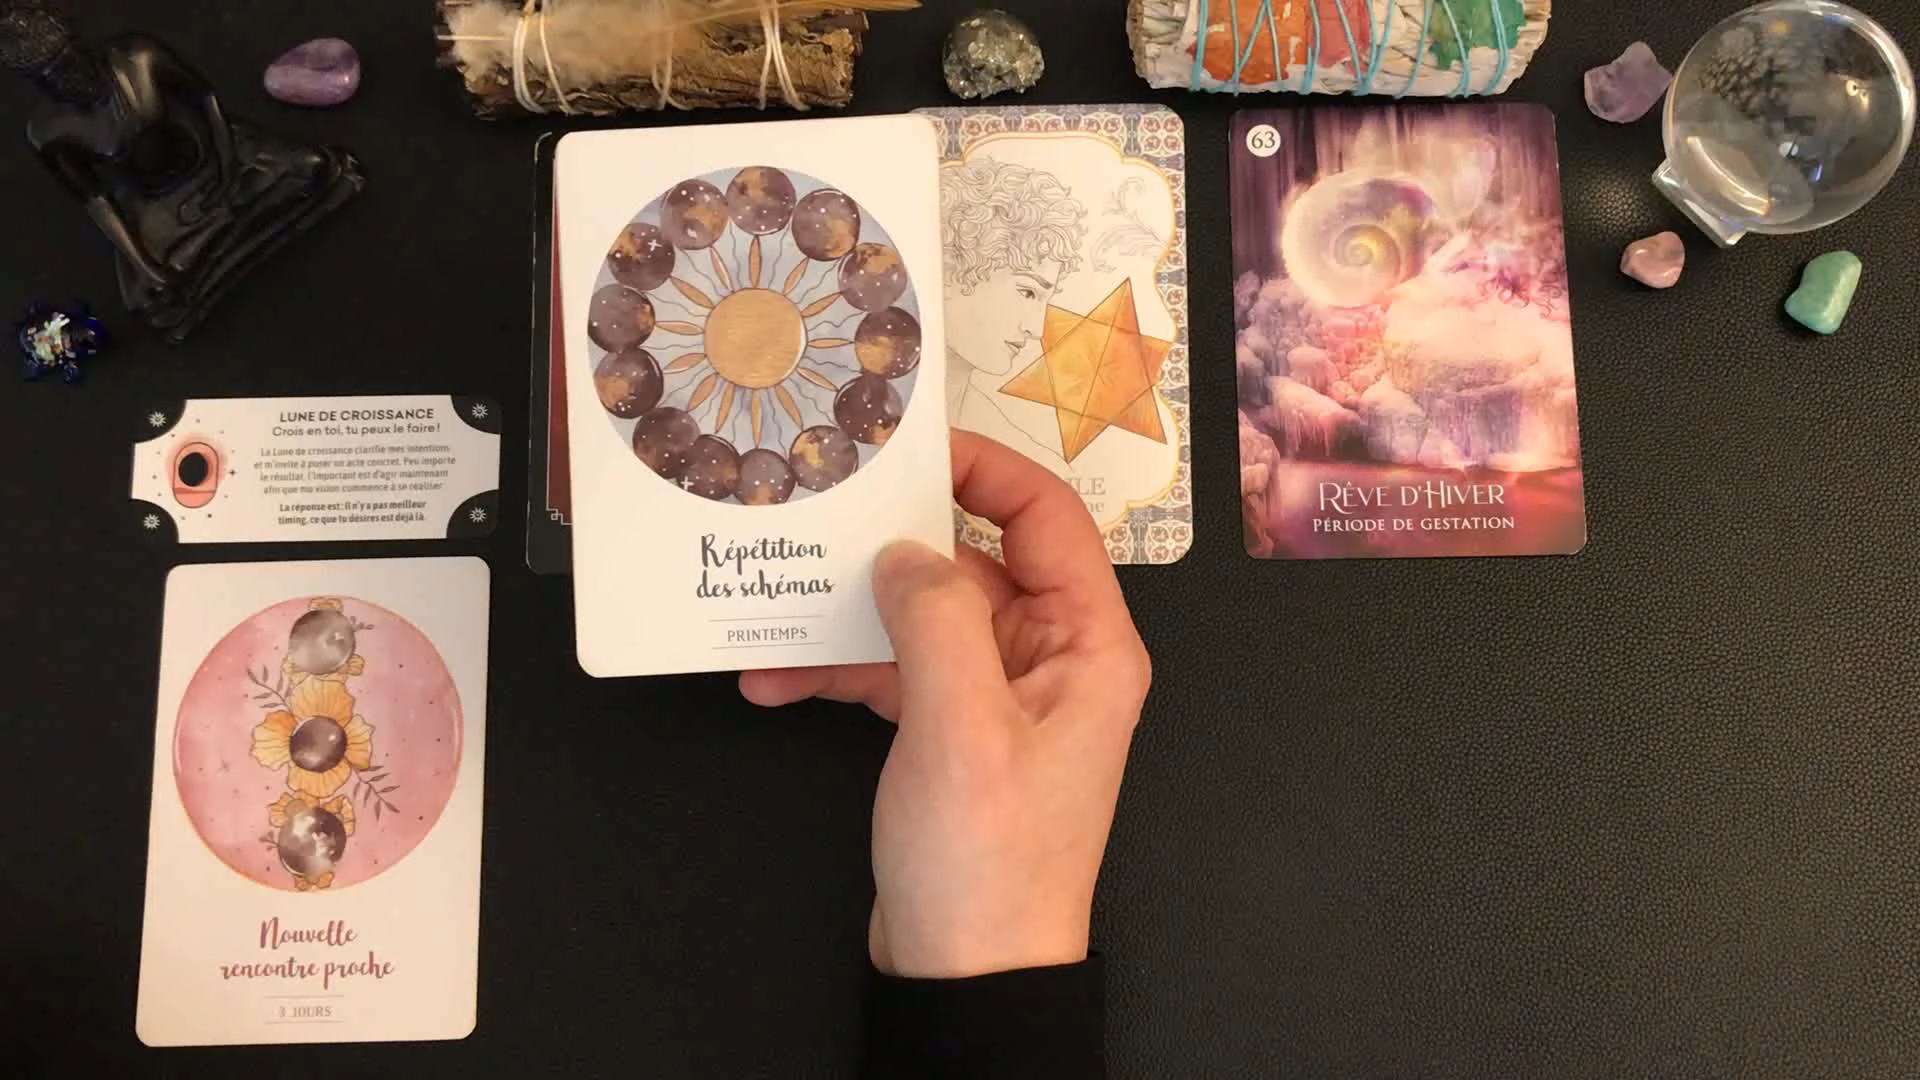 LUNE DE CROISSANCE
Crois en toi, tu peux le faire!
La Lune de croissance clarifie mes intentions
et m'invite à poser un acte concret. Peu importe
le résultat, l'important est d'agir maintenant
afin que ma vision commence à se réaliser
La réponse est: il n'y a pas meilleur
timing, ce que tu désires est déjà là.
Nouvelle
rencontre proche
3 JOURS
Répétition
des schémas
PRINTEMPS
63
RÊVE D'HIVER
PÉRIODE DE GESTATION